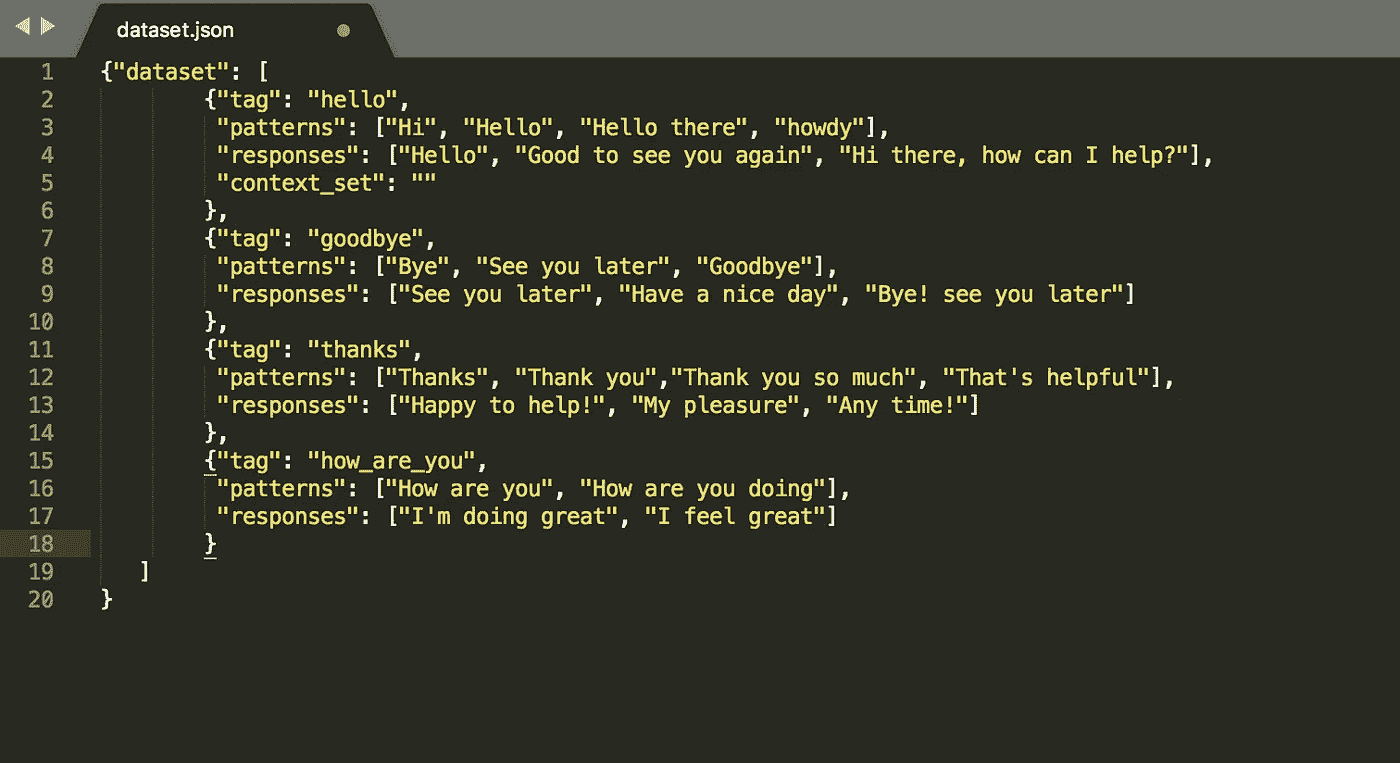 dataset.json
1 {"dataset": [
2 {"tag": "hello",
3 "patterns": ["Hi", "Hello", "Hello there", "howdy"],
4 "responses": ["Hello", "Good to see you again", "Hi there, how can I help?"],
5 "context_set": ""
6 },
7 {"tag": "goodbye",
8 "patterns": ["Bye", "See you later", "Goodbye"],
9 "responses": ["See you later", "Have a nice day", "Bye! see you later"]
10 },
11 {"tag": "thanks",
12 "patterns": ["Thanks", "Thank you","Thank you so much", "That's helpful"],
13 "responses": ["Happy to help!", "My pleasure", "Any time!"]
14 },
15 {"tag": "how_are_you",
16 "patterns": ["How are you", "How are you doing"],
17 "responses": ["I'm doing great", "I feel great"]
18 }
19 ]
20 }